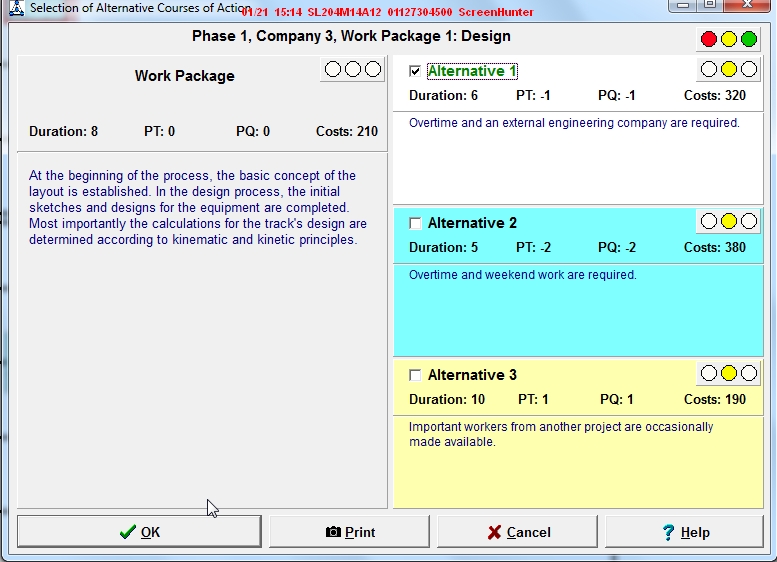 Selection of Alternative Courses of Action
01/21 15:14 SL204M14A12 01127304500 ScreenHunter
Phase 1, Company 3, Work Package 1: Design
Work Package
Duration: 8 PT: 0 PQ: 0 Costs: 210
At the beginning of the process, the basic concept of the
layout is established. In the design process, the initial
sketches and designs for the equipment are completed.
Most importantly the calculations for the track's design are
determined according to kinematic and kinetic principles.
Alternative 1
Duration: 6 PT: -1 PQ: -1 Costs: 320
Overtime and an external engineering company are required.
Alternative 2
Duration: 5 PT: -2 PQ: -2 Costs: 380
Overtime and weekend work are required.
Alternative 3
Duration: 10 PT: 1 PQ: 1 Costs: 190
Important workers from another project are occasionally
made available.
OK Print Cancel ? Help